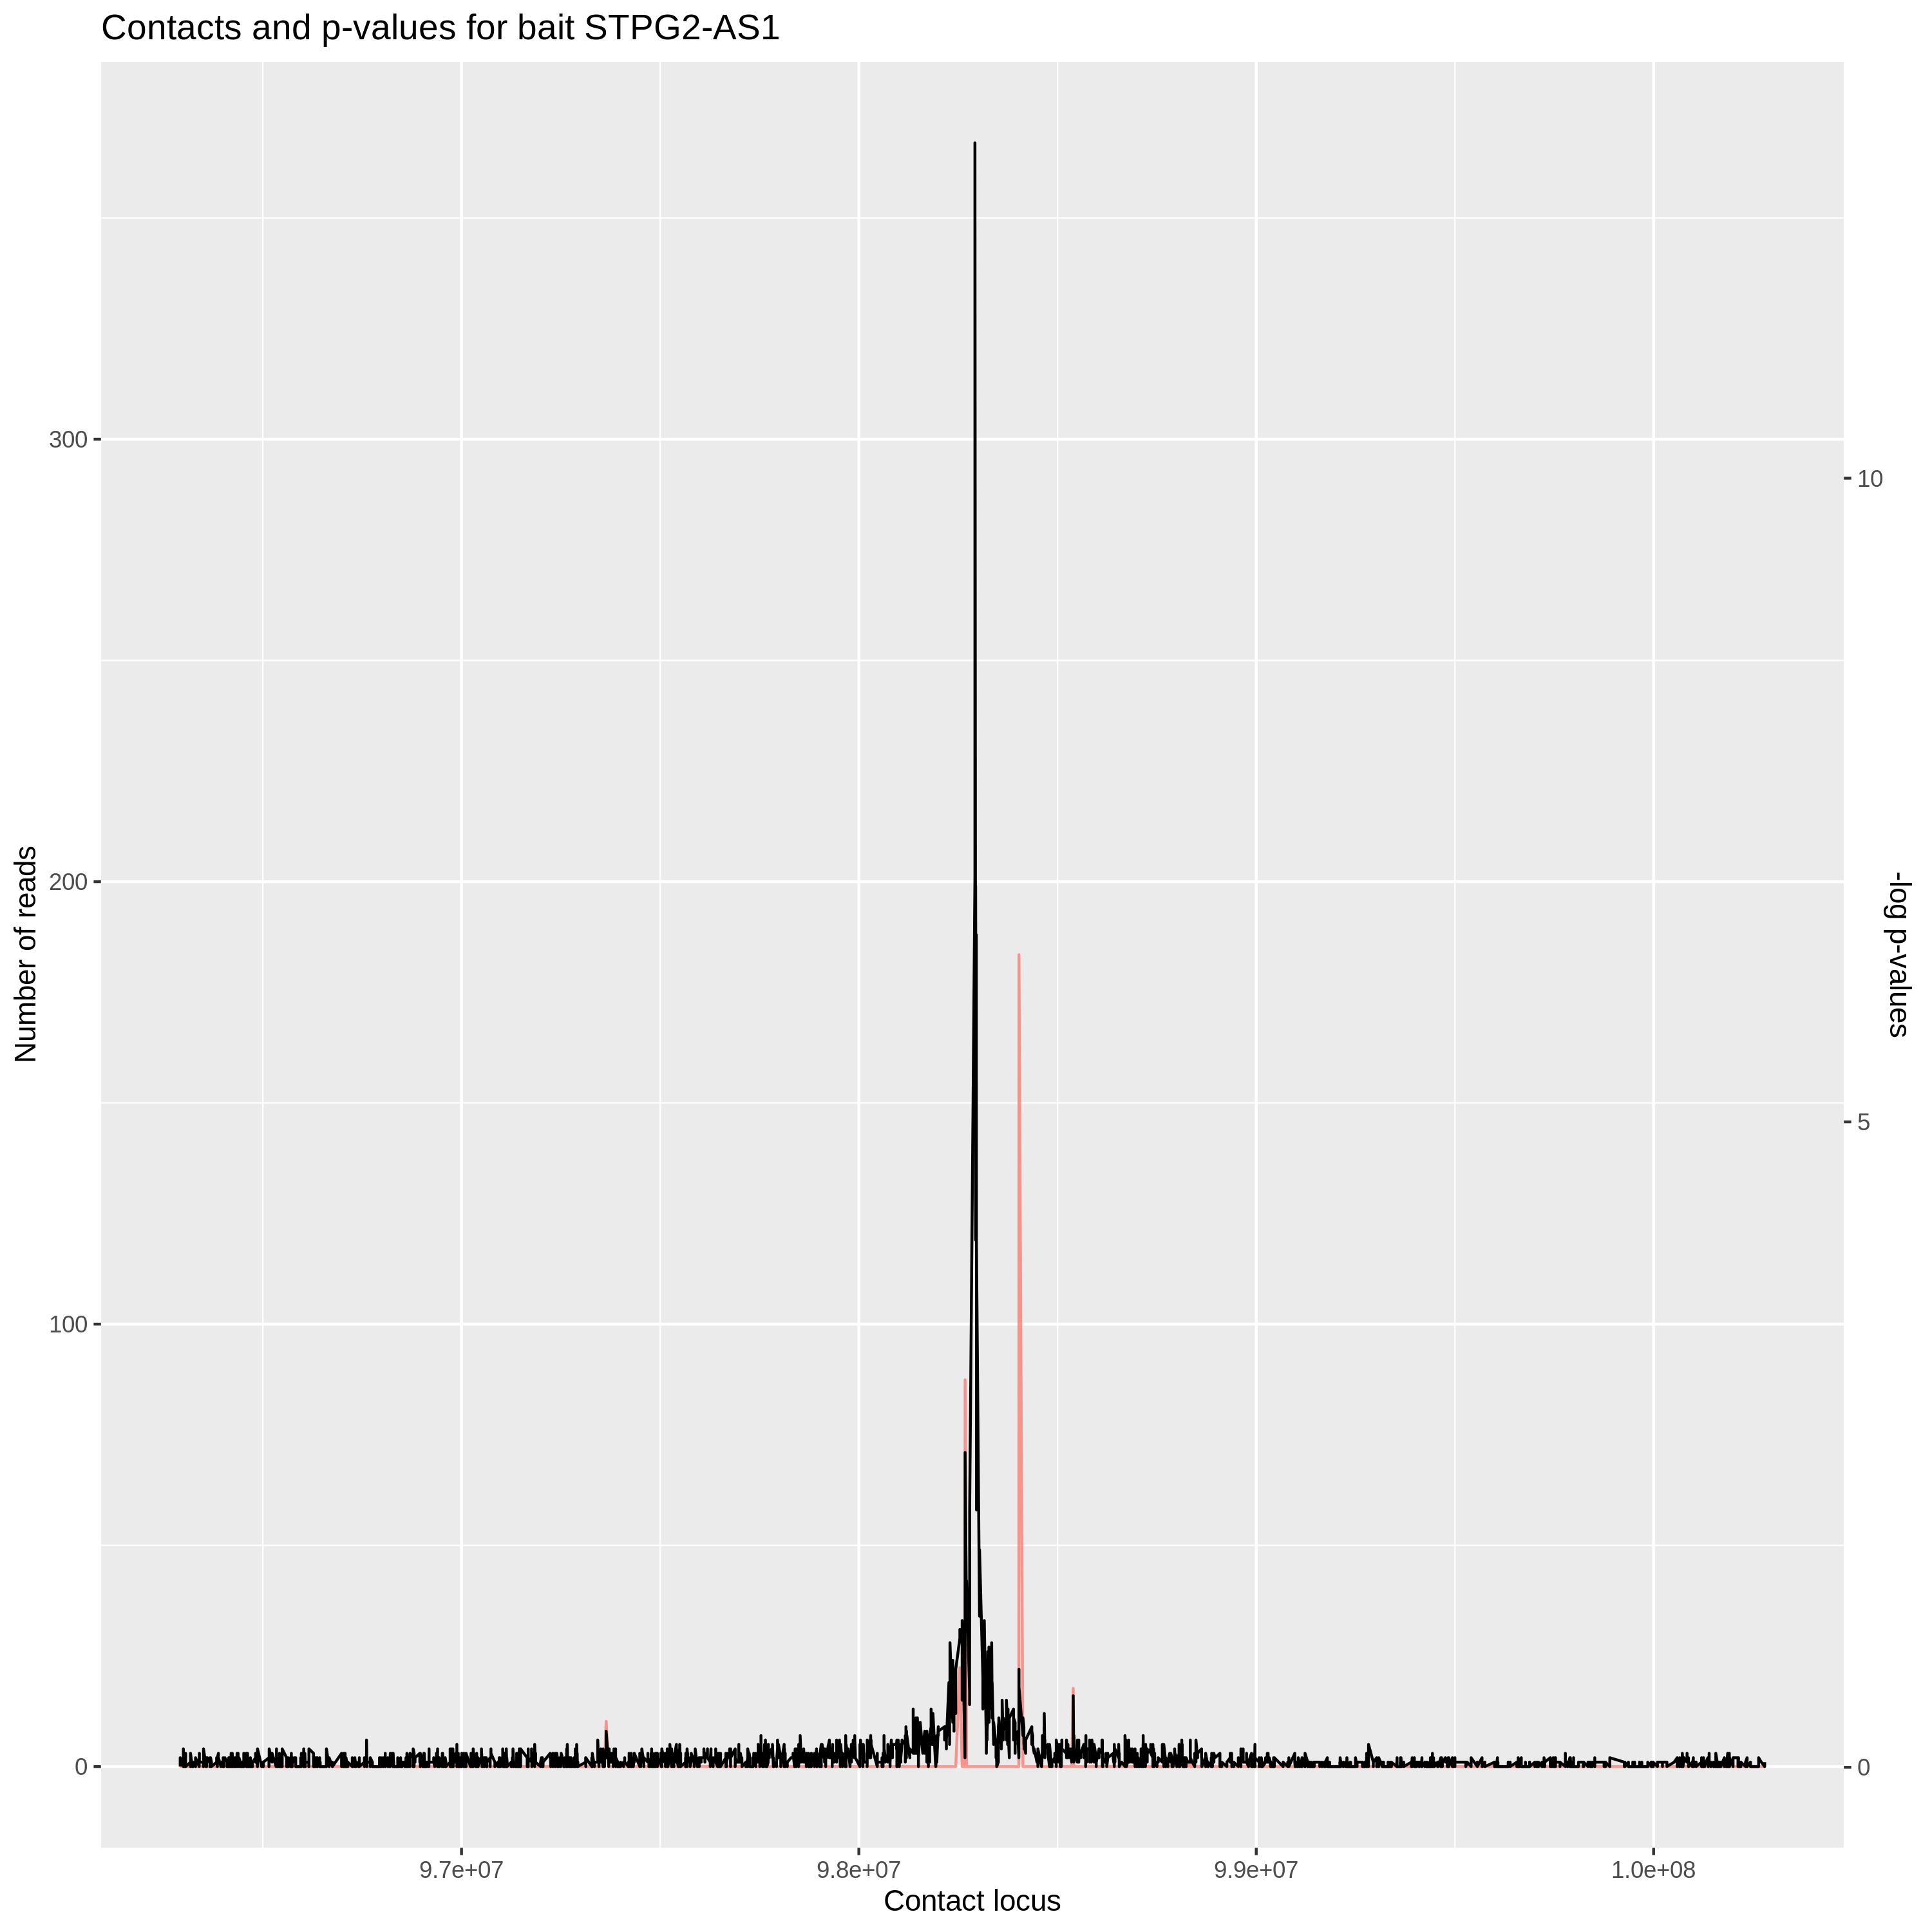 Contacts and p-values for bait STPG2-AS1
Number of reads
300
200
100
0
10
5
0
-log p-values
9.7e+07
9.8e+07
9.9e+07
1.0e+08
Contact locus